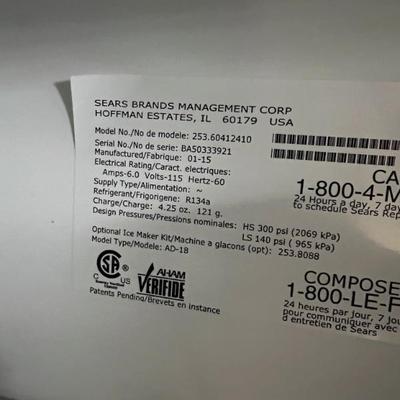 SEARS BRANDS MANAGEMENT CORP
HOFFMAN ESTATES, IL 60179 USA
Model No./No de modele: 253.60412410
Serial No./No de serie: BA50333921
Manufactured/Fabrique: 01-15
Electrical Rating/Caract. electriques:
Amps-6.0 Volts-115 Hertz-60
Supply Type/Alimentation: ~
Refrigerant/Frigorigene: R134a
Charge/Charge: 4.25 oz. 121 g.
Design Pressures/Pressions nominales: HS 300 psi (2069 kPa)
LS 140 psi ( 965 kPa)
Optional Ice Maker Kit/Machine a glacons (opt): 253.8088
Model Type/Modele: AD-18
CA
1-800-4-M
24 Hours a day, 7 day
to schedule Sears Rep
CSA
C US
AHAM
VERIFIDE
Patents Pending/Brevets en instance
COMPOSE
1-800-LE-F
24 heures par jour, 7 jou
pour communiquer avec
d entretien de Sears